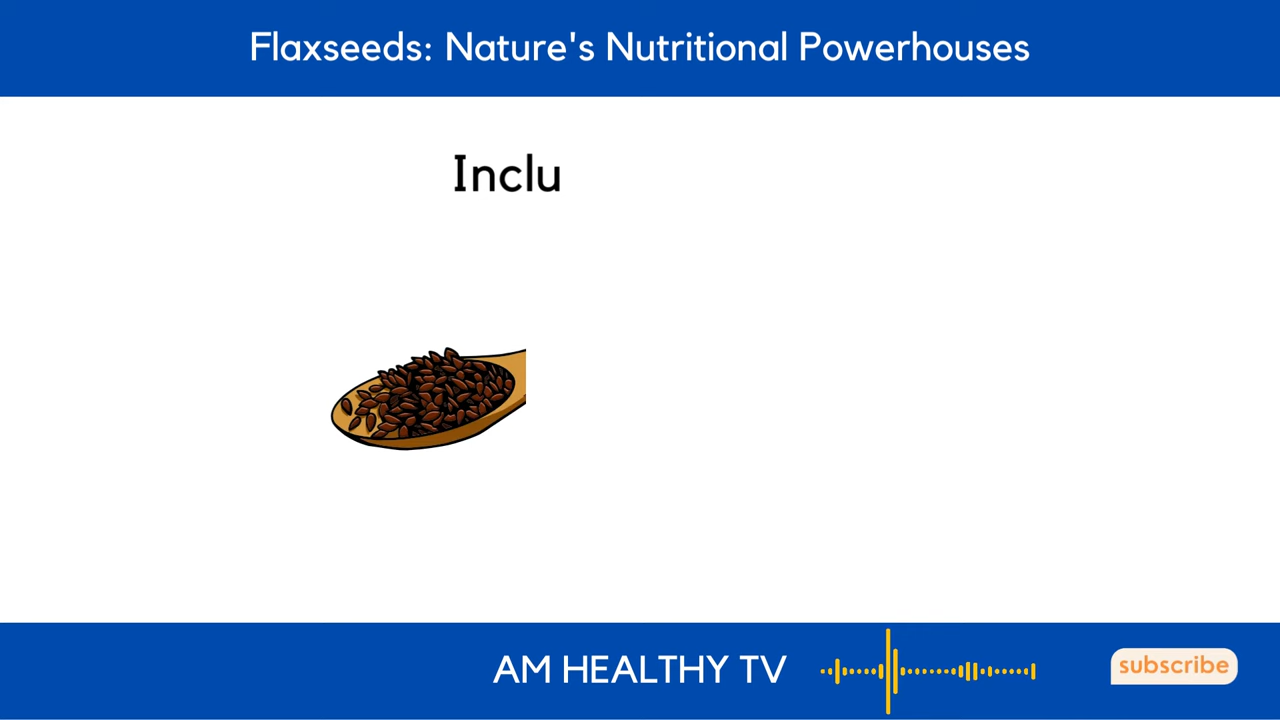 Flaxseeds: Nature's Nutritional Powerhouses
Inclu
AM HEALTHY TV
subscribe